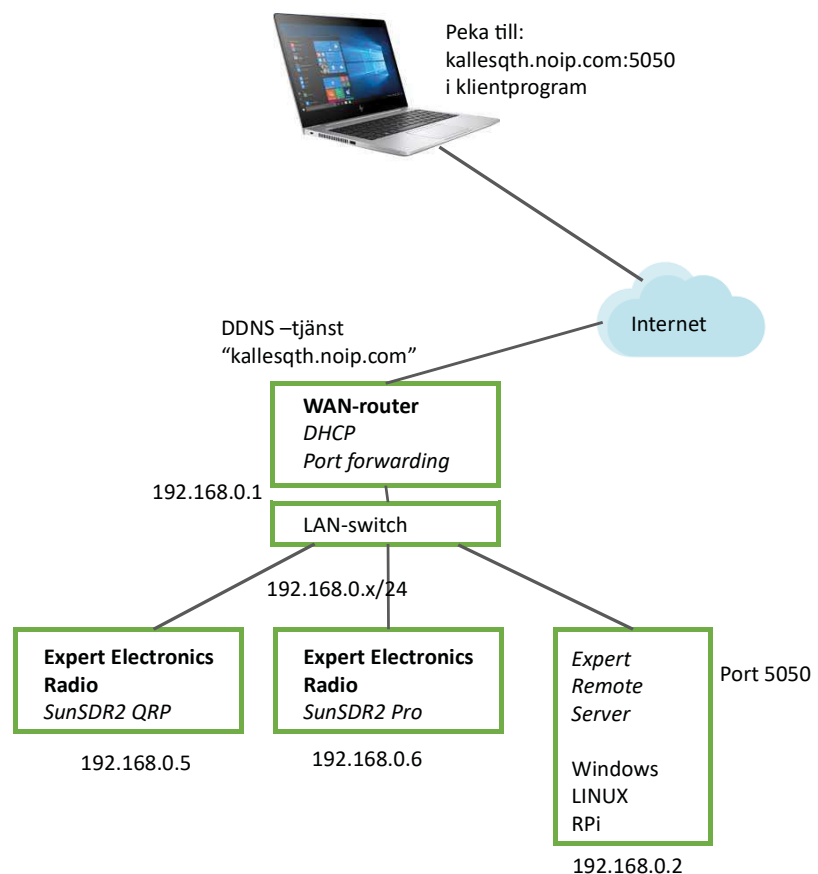 Peka till:
kallesqth.noip.com:5050
i klientprogram
Internet
DDNS –tjänst
“kallesqth.noip.com”
WAN-router
DHCP
Port forwarding
192.168.0.1
LAN-switch
192.168.0.x/24
Expert Electronics
Radio
SunSDR2 QRP
192.168.0.5
Expert Electronics
Radio
SunSDR2 Pro
192.168.0.6
Expert
Remote
Server
Windows
LINUX
RPi
Port 5050
192.168.0.2